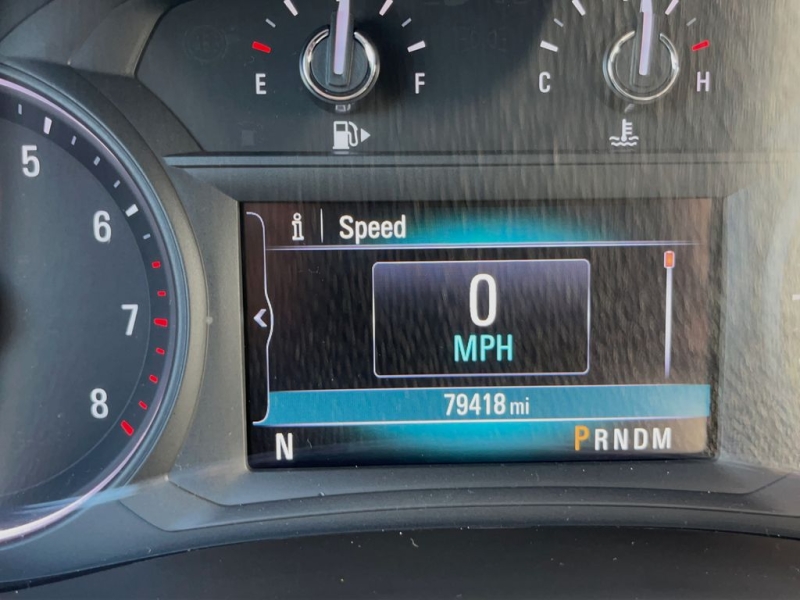 E F C H
5
6
7
8
i Speed
0
MPH
79418 mi
N PRNDM